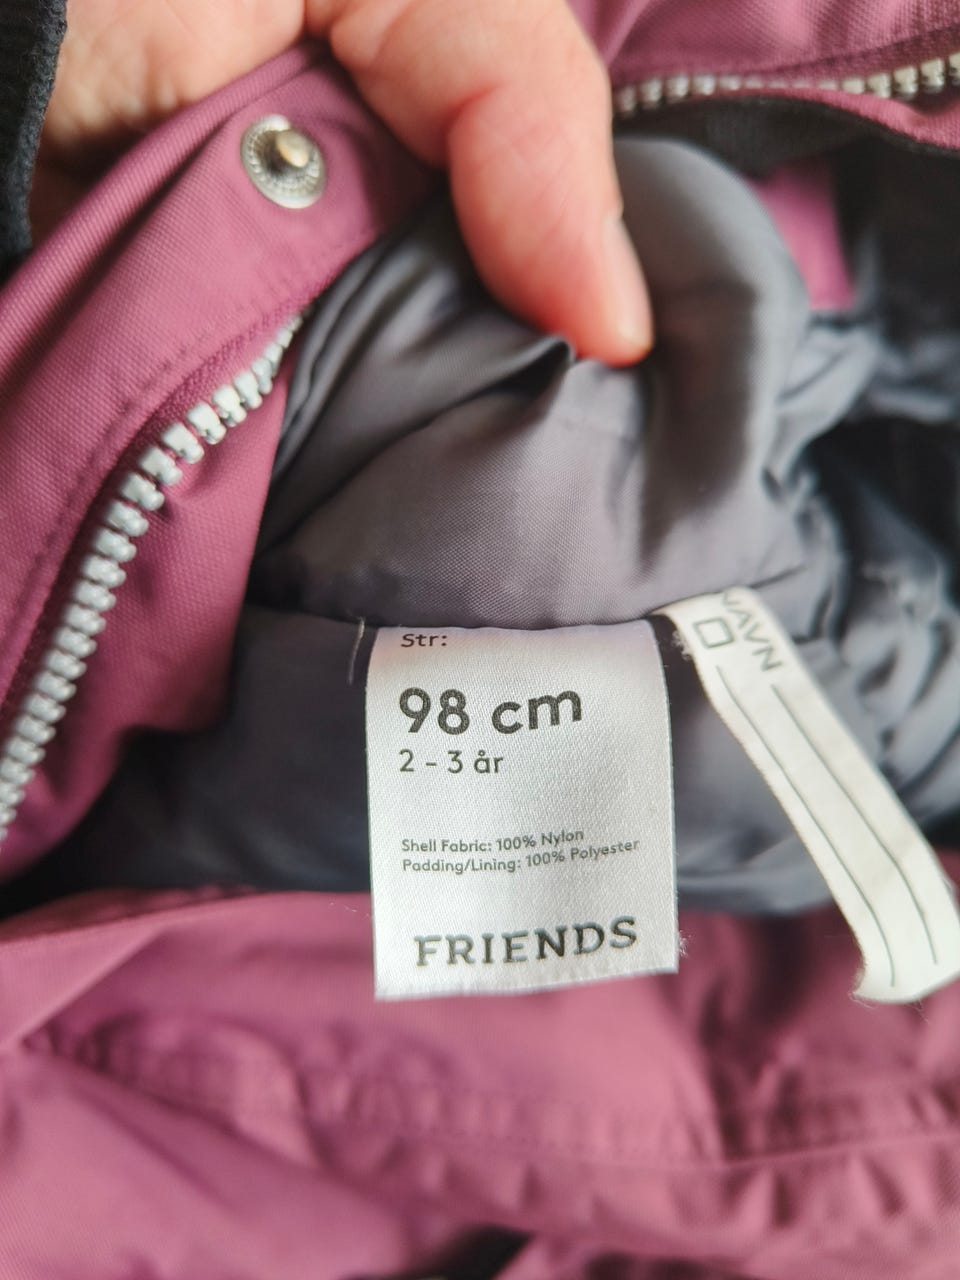 Str:
98 cm
2 - 3 år
Shell Fabric: 100% Nylon
Padding/Lining: 100% Polyester
FRIENDS
NAVN